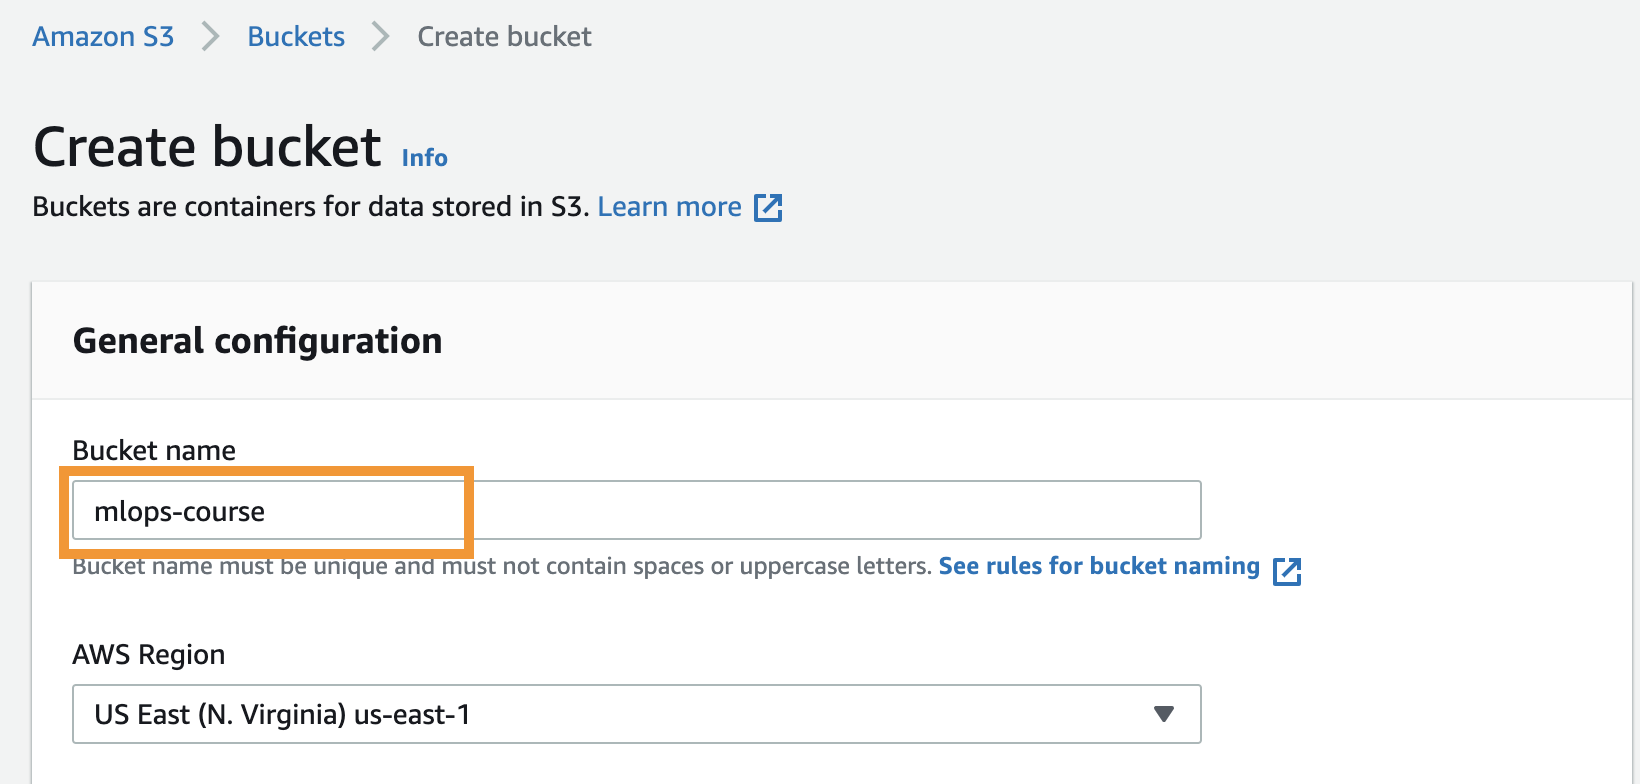 Amazon S3 > Buckets > Create bucket
Create bucket Info
Buckets are containers for data stored in S3. Learn more
General configuration
Bucket name
mlops-course
Bucket name must be unique and must not contain spaces or uppercase letters. See rules for bucket naming
AWS Region
US East (N. Virginia) us-east-1